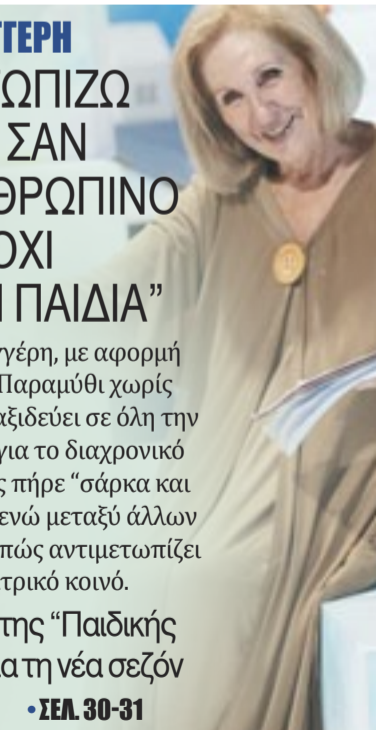 ΓΕΡΗ
ΩΠΙΖΩ
ΣΑΝ
ΘΡΩΠΙΝΟ
ΟΧΙ
ΠΑΙΔΙΑ”
γέρη, με αφορμή
Παραμύθι χωρίς
αξιδεύει σε όλη την
για το διαχρονικό
ς πήρε “σάρκα και
ενώ μεταξύ άλλων
πώς αντιμετωπίζει
τρικό κοινό.
της “Παιδικής
α τη νέα σεζόν
•ΣΕΛ. 30-31